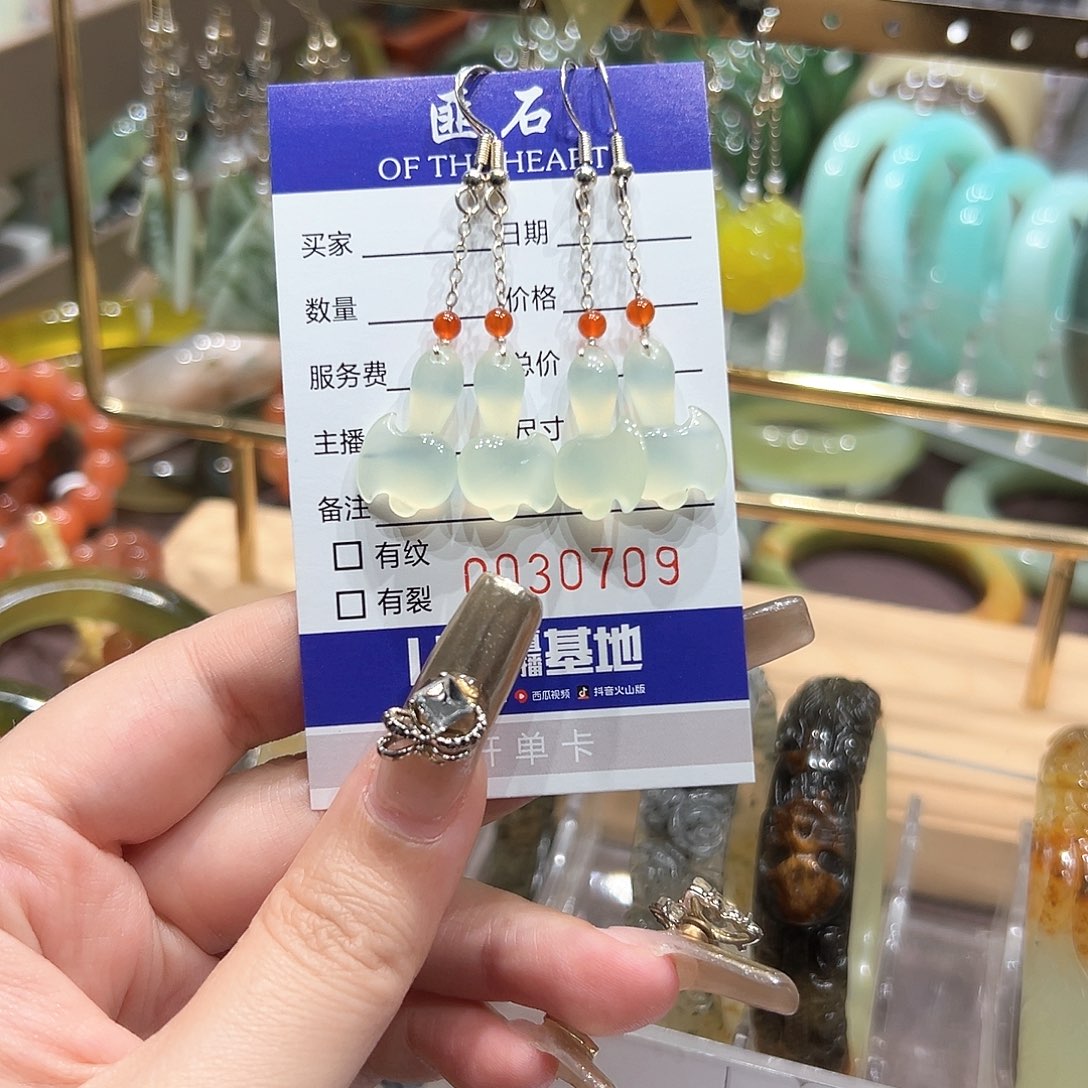 匪石
OF THE HEART
买家 日期
数量 价格
服务费 总价
主播 尺寸
备注
有纹
0030709
有裂
播基地
西瓜视频 抖音火山版
开单卡